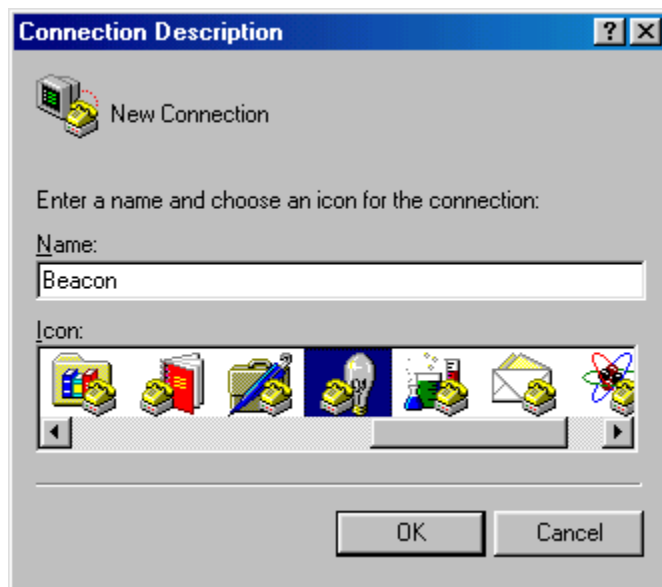 Connection Description
New Connection
Enter a name and choose an icon for the connection:
Name:
Beacon
Icon:
OK Cancel